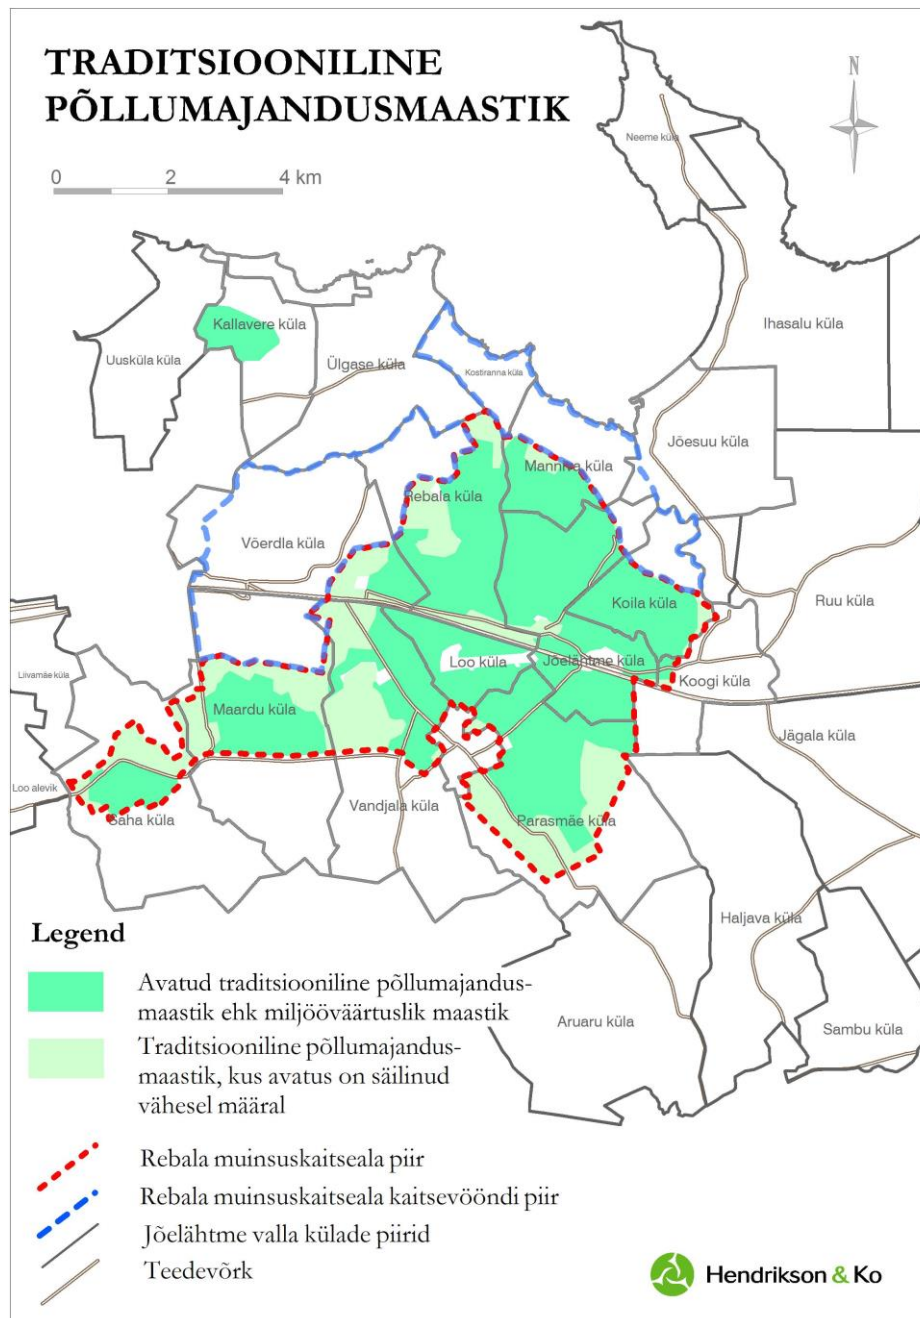 TRADITSIOONILINE
PÕLLUMAJANDUSMAASTIK
N
0 2 4 km
Neeme küla
Kallavere küla
Ihasalu küla
Uusküla küla
Ülgase küla
Kostiranna küla
Jõesuu küla
Manniva küla
Rebala küla
Võerdla küla
Koila küla
Ruu küla
Loo küla
Jõelähtme küla
Liivamäe küla
Koogi küla
Maardu küla
Jägala küla
Loo alevik
Vandjala küla
Saha küla
Parasmäe küla
Haljava küla
Aruaru küla
Sambu küla
Legend
Avatud traditsiooniline põllumajandus-
maastik ehk miljööväärtuslik maastik
Traditsiooniline põllumajandus-
maastik, kus avatus on säilinud
vähesel määral
Rebala muinsuskaitseala piir
Rebala muinsuskaitseala kaitsevööndi piir
Jõelähtme valla külade piirid
Teedevõrk
Hendrikson & Ko